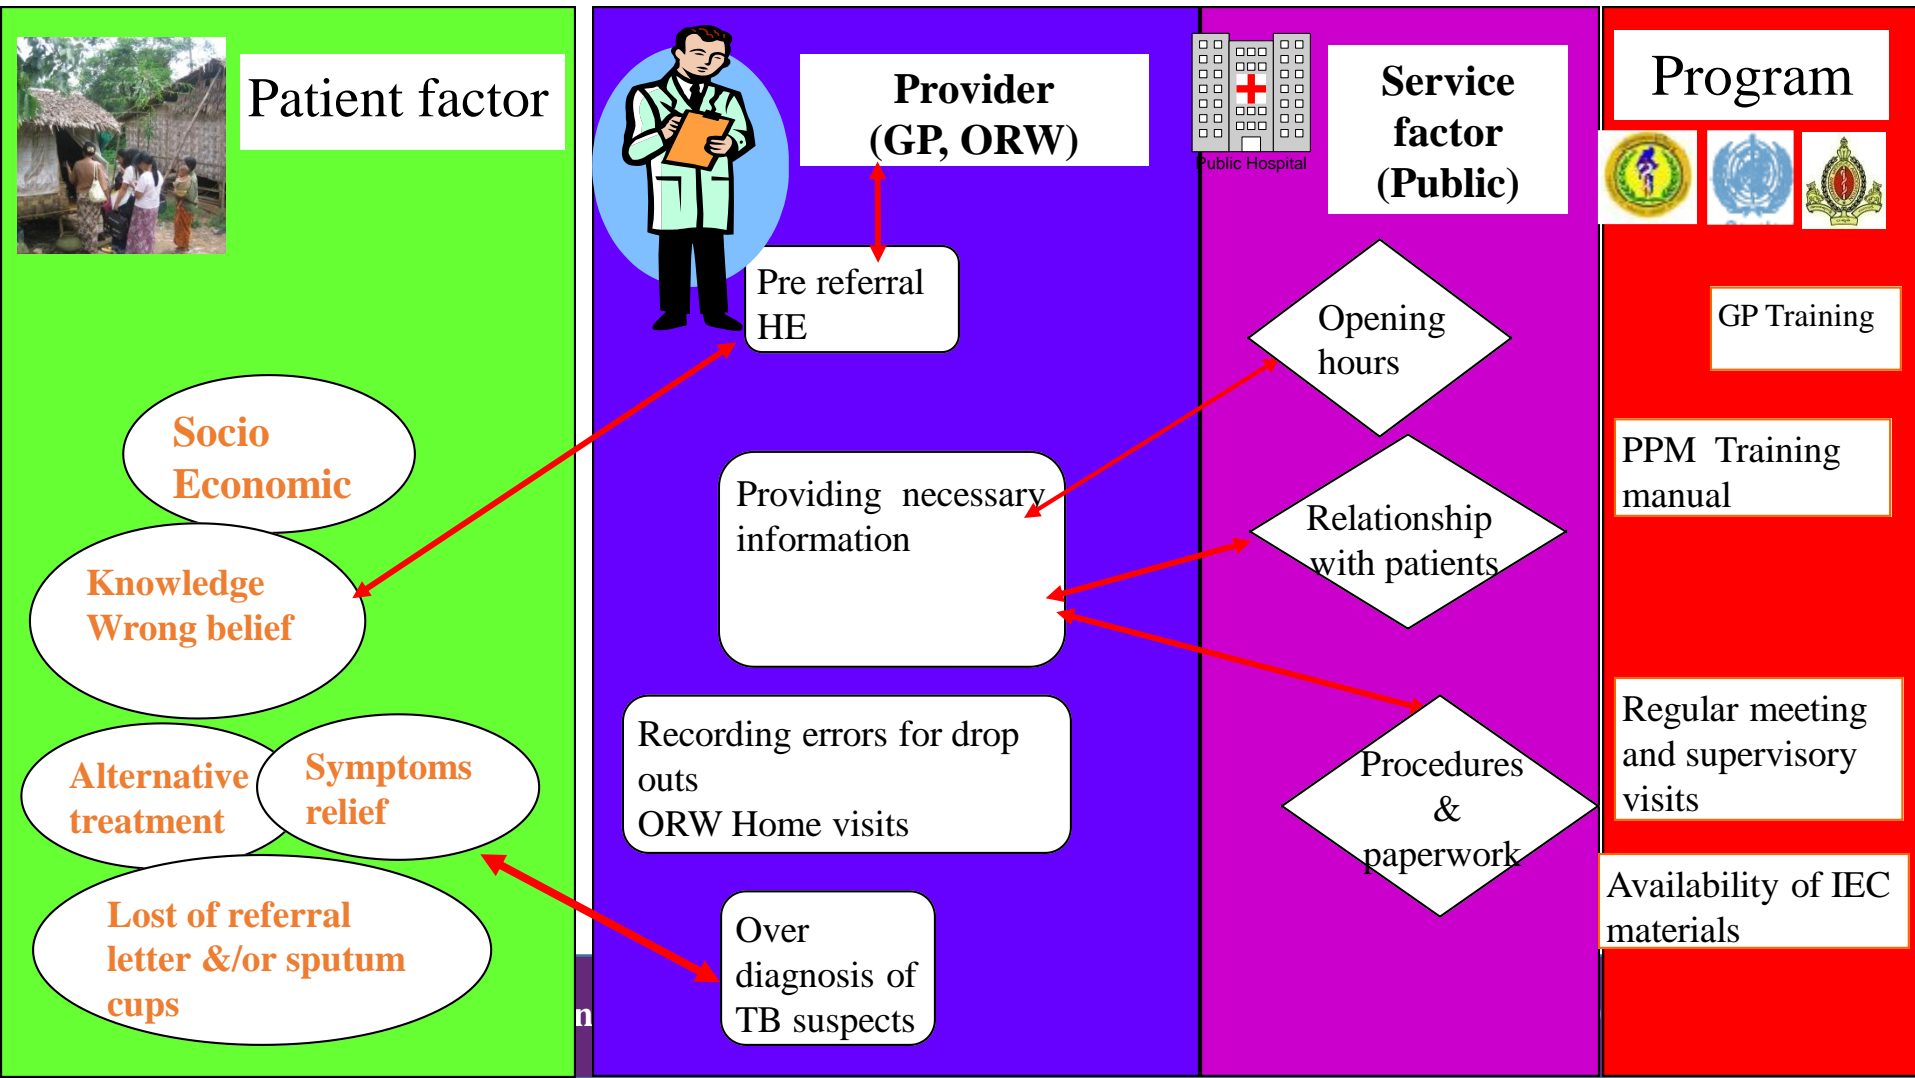 Patient factor
Socio
Economic
Knowledge
Wrong belief
Alternative
treatment
Symptoms
relief
Lost of referral
letter &/or sputum
cups
Provider
(GP, ORW)
Pre referral
HE
Providing necessary
information
Recording errors for drop
outs
ORW Home visits
Over
diagnosis of
TB suspects
n
Public Hospital
Service
factor
(Public)
Opening
hours
Relationship
with patients
Procedures
&
paperwork
Program
GP Training
PPM Training
manual
Regular meeting
and supervisory
visits
Availability of IEC
materials